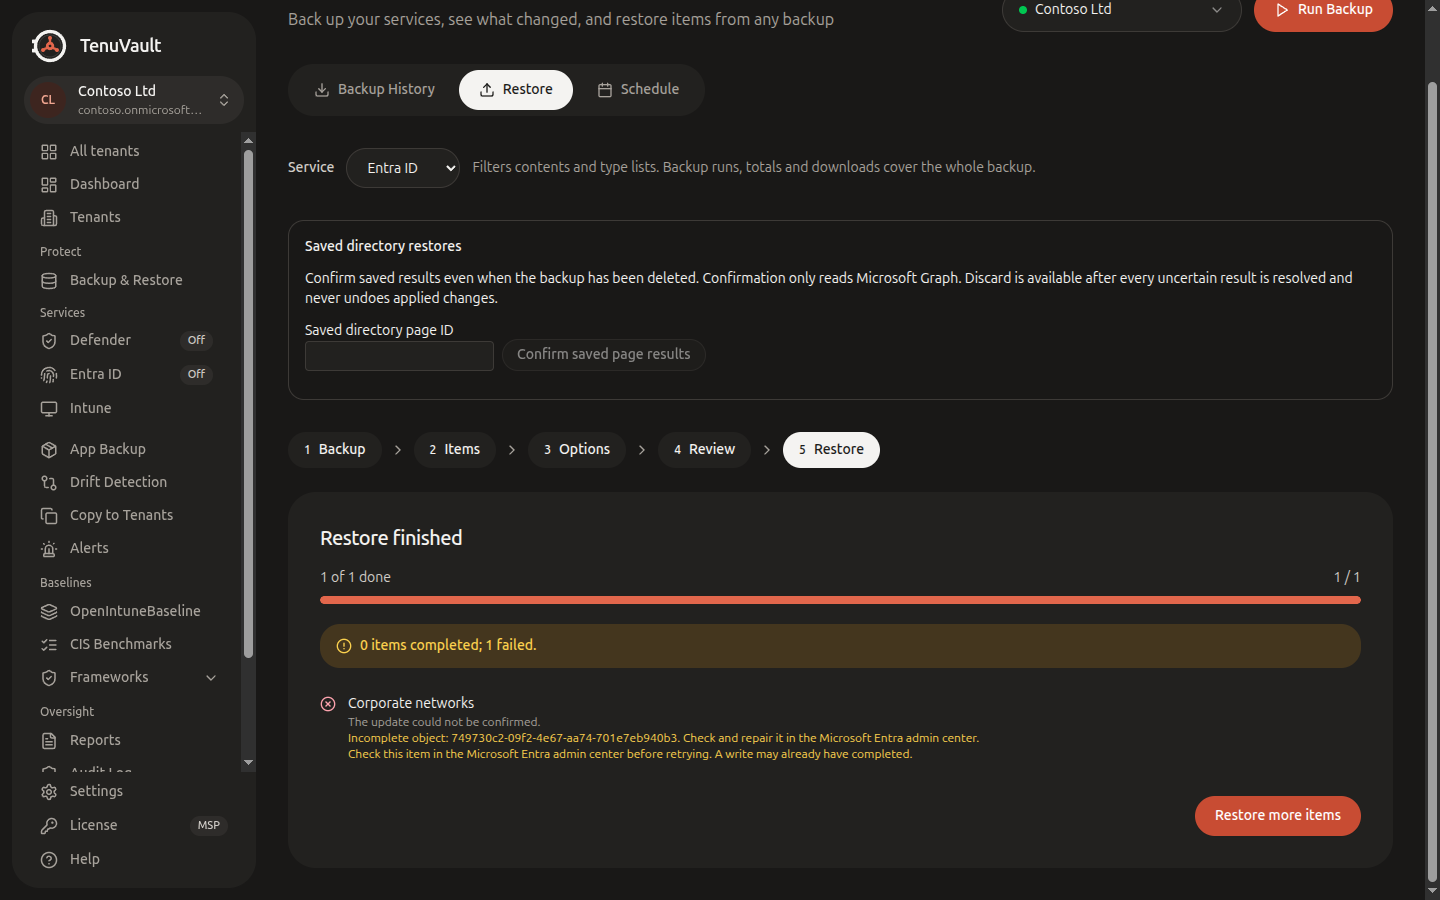 TenuVault
CL
Contoso Ltd
contoso.onmicrosoft...
All tenants
Dashboard
Tenants
Protect
Backup & Restore
Services
Defender
Off
Entra ID
Off
Intune
App Backup
Drift Detection
Copy to Tenants
Alerts
Baselines
OpenIntuneBaseline
CIS Benchmarks
Frameworks
Oversight
Reports
Audit Log
Settings
License
MSP
Help
Back up your services, see what changed, and restore items from any backup
Contoso Ltd
Run Backup
Backup History
Restore
Schedule
Service
Entra ID
Filters contents and type lists. Backup runs, totals and downloads cover the whole backup.
Saved directory restores
Confirm saved results even when the backup has been deleted. Confirmation only reads Microsoft Graph. Discard is available after every uncertain result is resolved and
never undoes applied changes.
Saved directory page ID
Confirm saved page results
1 Backup
2 Items
3 Options
4 Review
5 Restore
Restore finished
1 of 1 done
1 / 1
0 items completed; 1 failed.
Corporate networks
The update could not be confirmed.
Incomplete object: 749730c2-09f2-4e67-aa74-701e7eb940b3. Check and repair it in the Microsoft Entra admin center.
Check this item in the Microsoft Entra admin center before retrying. A write may already have completed.
Restore more items